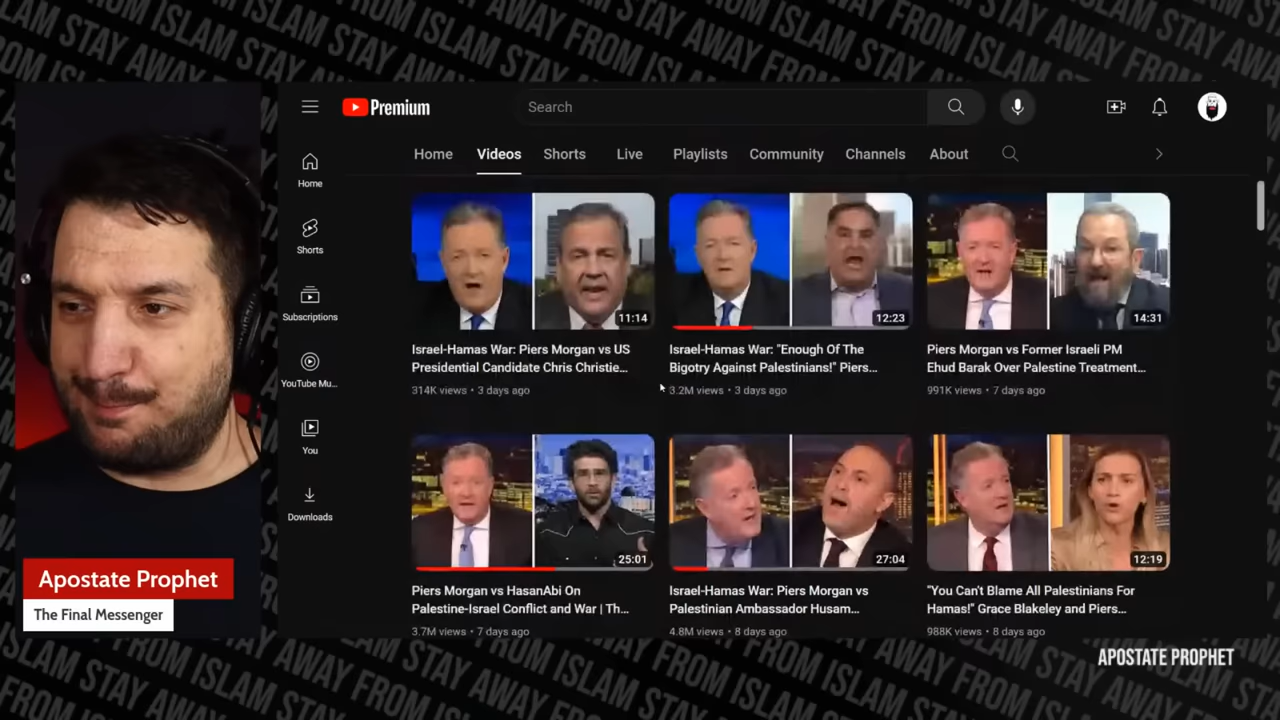 STAY AWAY FROM ISLAM
Premium
Search
Home
Videos
Shorts
Live
Playlists
Community
Channels
About
Home
Shorts
Subscriptions
YouTube Mu...
You
Downloads
11:14
12:23
14:31
Israel-Hamas War: Piers Morgan vs US
Presidential Candidate Chris Christie...
314K views • 3 days ago
Israel-Hamas War: "Enough Of The
Bigotry Against Palestinians!" Piers...
3.2M views • 3 days ago
Piers Morgan vs Former Israeli PM
Ehud Barak Over Palestine Treatment...
991K views • 7 days ago
25:01
27:04
12:19
Piers Morgan vs HasanAbi On
Palestine-Israel Conflict and War | Th...
3.7M views • 7 days ago
Israel-Hamas War: Piers Morgan vs
Palestinian Ambassador Husam...
4.8M views • 8 days ago
"You Can't Blame All Palestinians For
Hamas!" Grace Blakeley and Piers...
988K views • 8 days ago
Apostate Prophet
The Final Messenger
APOSTATE PROPHET